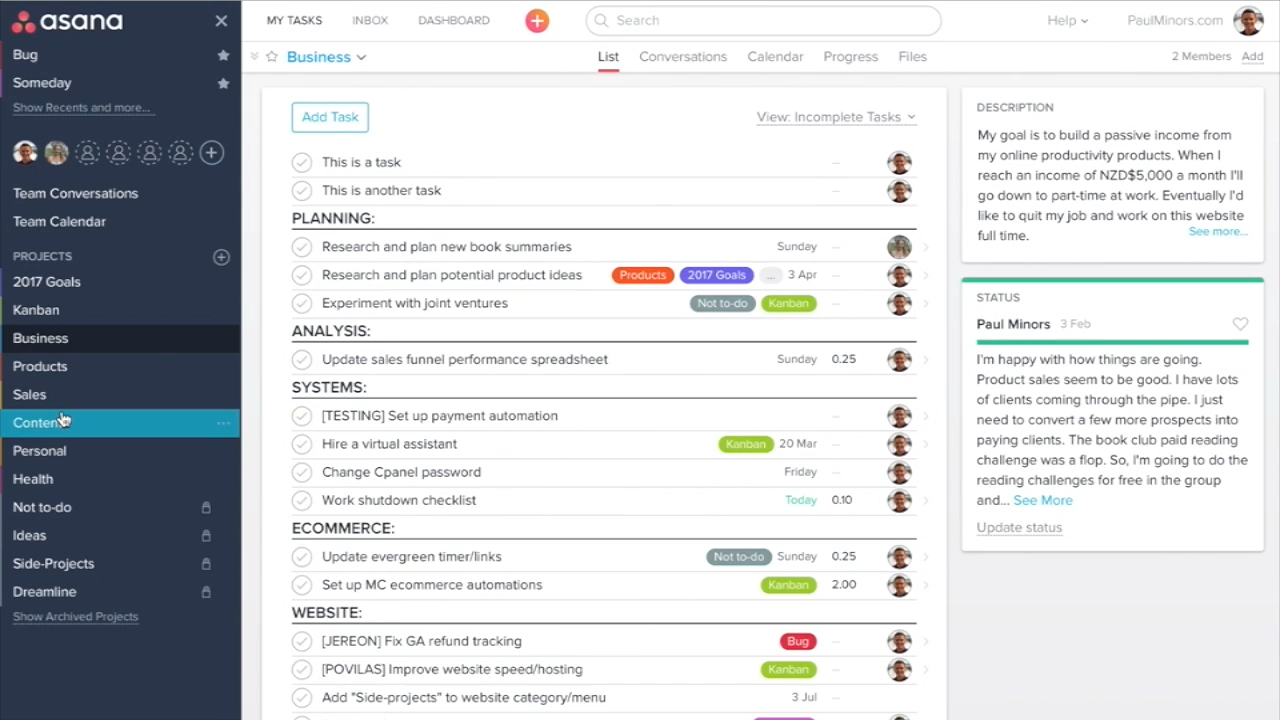 asana
MY TASKS INBOX DASHBOARD Search Help PaulMinors.com
Bug
Someday
Show Recents and more...
Team Conversations
Team Calendar
PROJECTS
2017 Goals
Kanban
Business
Products
Sales
Content
Personal
Health
Not to-do
Ideas
Side-Projects
Dreamline
Show Archived Projects
Business List Conversations Calendar Progress Files 2 Members Add
Add Task View: Incomplete Tasks
This is a task
This is another task
PLANNING:
Research and plan new book summaries Sunday
Research and plan potential product ideas Products 2017 Goals ... 3 Apr
Experiment with joint ventures Not to-do Kanban
ANALYSIS:
Update sales funnel performance spreadsheet Sunday 0.25
SYSTEMS:
[TESTING] Set up payment automation
Hire a virtual assistant Kanban 20 Mar
Change Cpanel password Friday
Work shutdown checklist Today 0.10
ECOMMERCE:
Update evergreen timer/links Not to-do Sunday 0.25
Set up MC ecommerce automations Kanban 2.00
WEBSITE:
[JEREON] Fix GA refund tracking Bug
[POVILAS] Improve website speed/hosting Kanban
Add "Side-projects" to website category/menu 3 Jul
DESCRIPTION
My goal is to build a passive income from
my online productivity products. When I
reach an income of NZD$5,000 a month I'll
go down to part-time at work. Eventually I'd
like to quit my job and work on this website
full time. See more...
STATUS
Paul Minors 3 Feb
I'm happy with how things are going.
Product sales seem to be good. I have lots
of clients coming through the pipe. I just
need to convert a few more prospects into
paying clients. The book club paid reading
challenge was a flop. So, I'm going to do the
reading challenges for free in the group
and... See More
Update status